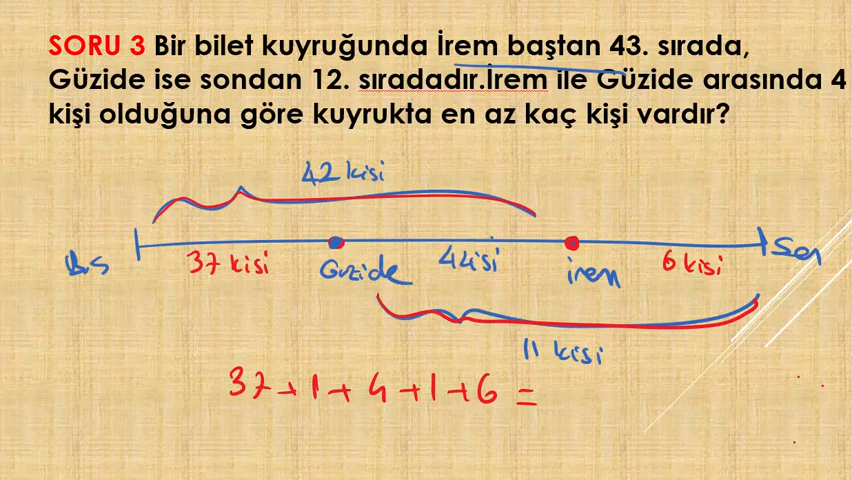 SORU 3 Bir bilet kuyruğunda İrem baştan 43. sırada,
Güzide ise sondan 12. sıradadır.İrem ile Güzide arasında 4
kişi olduğuna göre kuyrukta en az kaç kişi vardır?
42 kisi
37 kisi Güzide 4 kisi irem 6 kisi Son
11 kisi
37 + 1 + 4 + 1 + 6 =